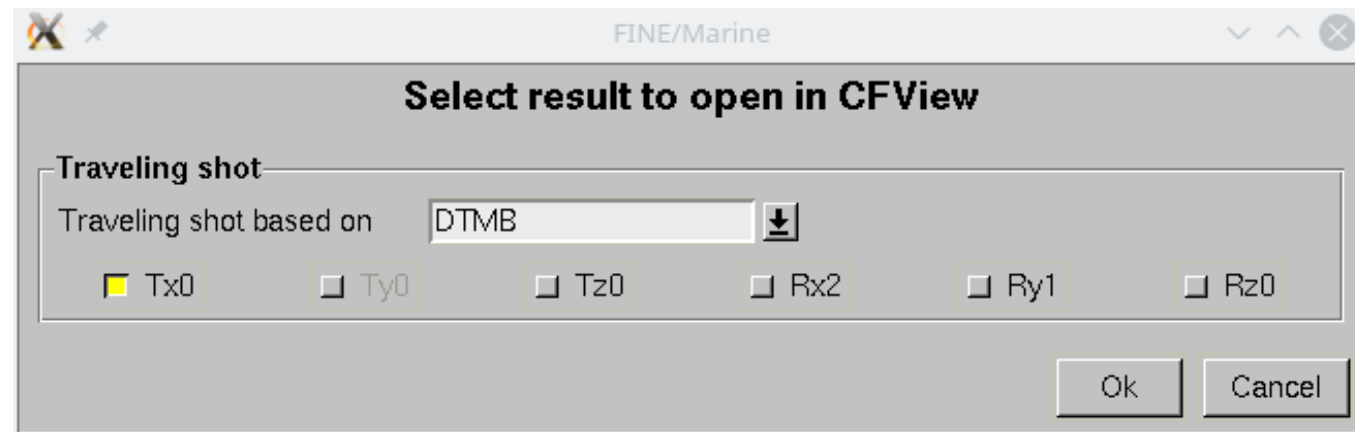 FINE/Marine
Select result to open in CFView
Traveling shot
Traveling shot based on DTMB
Tx0 Ty0 Tz0 Rx2 Ry1 Rz0
Ok Cancel